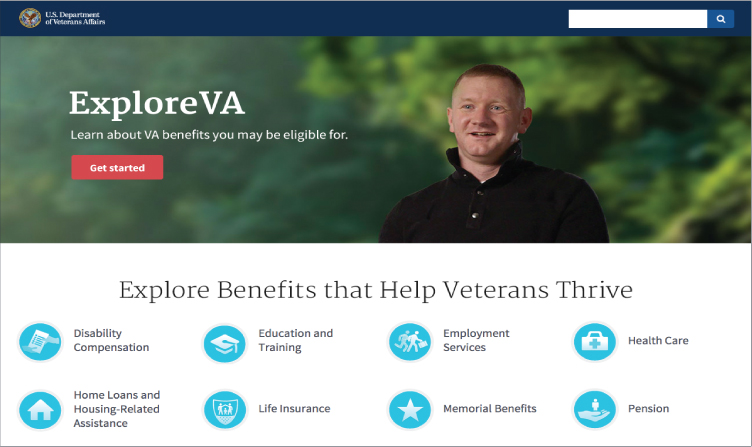 U.S. Department
of Veterans Affairs
ExploreVA
Learn about VA benefits you may be eligible for.
Get started
Explore Benefits that Help Veterans Thrive
Disability
Compensation
Education and
Training
Employment
Services
Health Care
Home Loans and
Housing-Related
Assistance
Life Insurance
Memorial Benefits
Pension